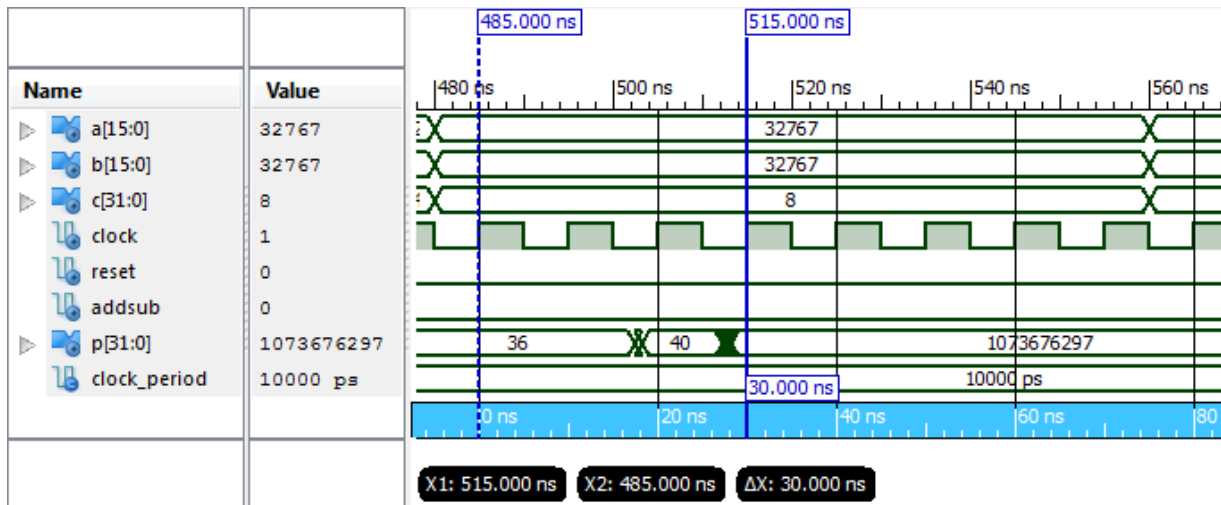 485.000 ns 515.000 ns
Name Value 480 ns 500 ns 520 ns 540 ns 560 ns
a[15:0] 32767 32767
b[15:0] 32767 32767
c[31:0] 8 8
clock 1
reset 0
addsub 0
p[31:0] 1073676297 36 40 1073676297
clock_period 10000 ps 10000 ps
30.000 ns
0 ns 20 ns 40 ns 60 ns 80
X1: 515.000 ns X2: 485.000 ns ΔX: 30.000 ns